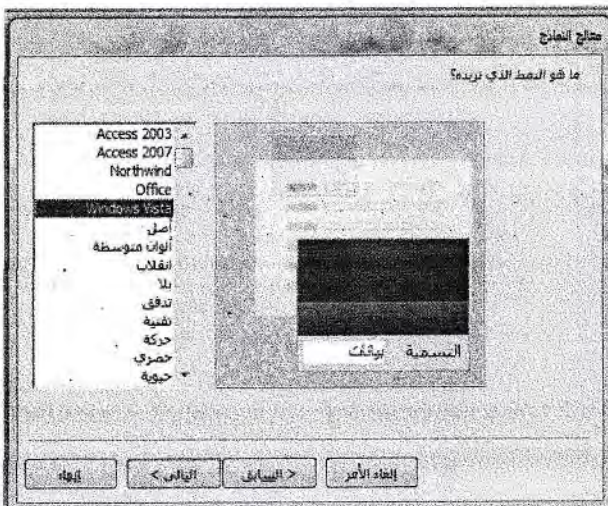 معالج النماذج
ما هو النمط الذي تريده؟
Access 2003
Access 2007
Northwind
Office
Windows Vista
أصل
ألوان متوسطة
انقلاب
بلا
تدفق
تقنية
حركة
حضري
حيوية
التسمية بيانات
إلغاء الأمر < السابق التالي > إنهاء